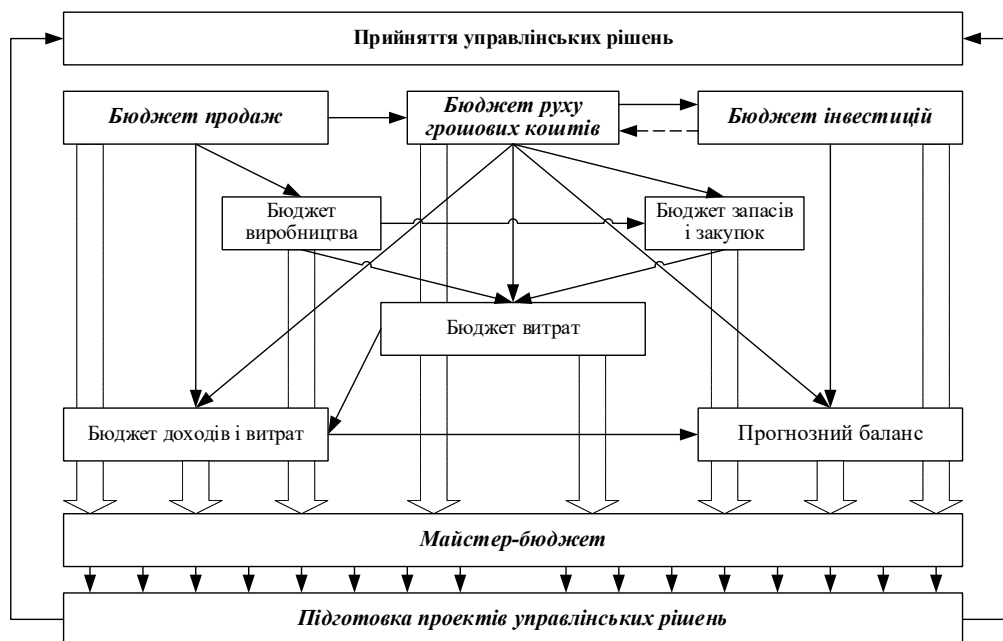 Прийняття управлінських рішень
Бюджет продаж
Бюджет руху
грошових коштів
Бюджет інвестицій
Бюджет
виробництва
Бюджет запасів
і закупок
Бюджет витрат
Бюджет доходів і витрат
Прогнозний баланс
Майстер-бюджет
Підготовка проектів управлінських рішень